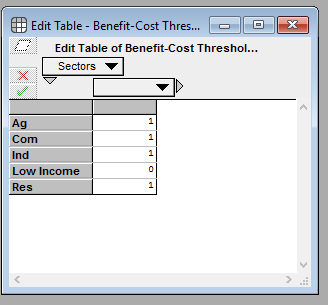 Edit Table - Benefit-Cost Thres...
Edit Table of Benefit-Cost Threshol...
Sectors
Ag 1
Com 1
Ind 1
Low Income 0
Res 1